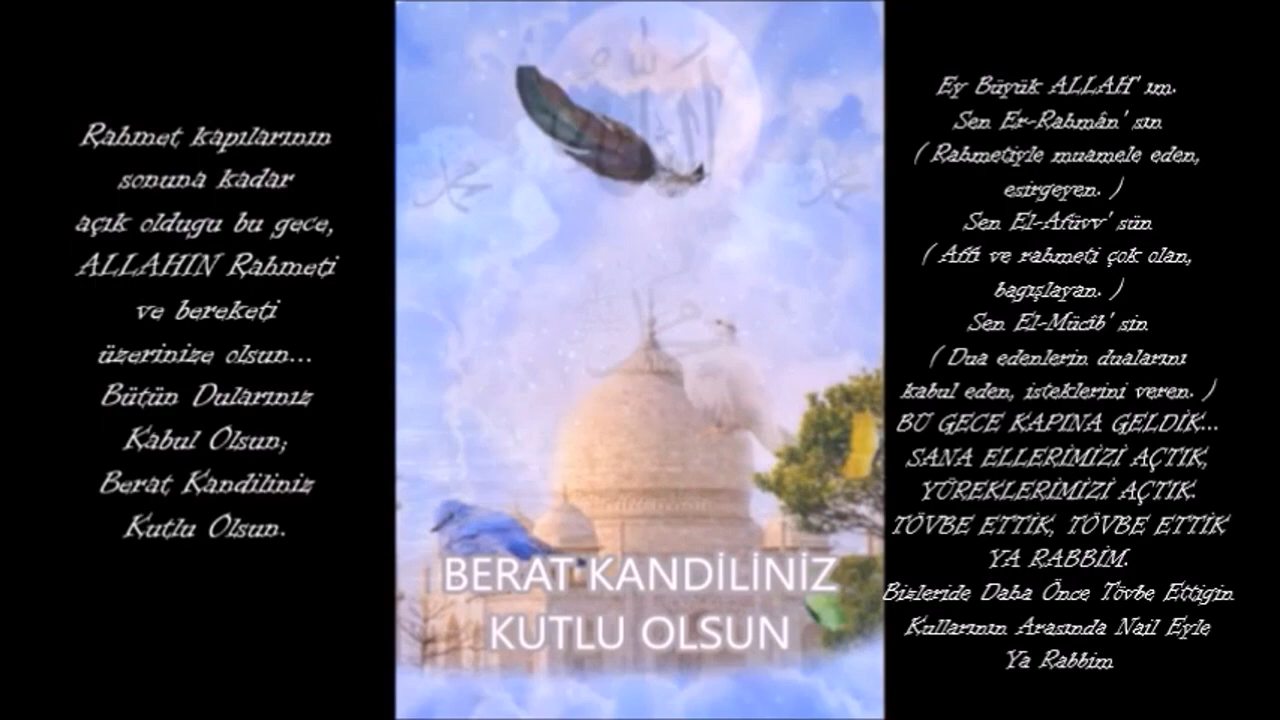 Rahmet kapılarının
sonuna kadar
açık oldugu bu gece,
ALLAHIN Rahmeti
ve bereketi
üzerinize olsun...
Bütün Dularınız
Kabul Olsun;
Berat Kandiliniz
Kutlu Olsun.
BERAT KANDİLİNİZ
KUTLU OLSUN
Ey Büyük ALLAH' ım.
Sen Er-Rahmân' sın
( Rahmetiyle muamele eden,
esirgeyen. )
Sen El-Afüvv' sün
( Affı ve rahmeti çok olan,
bagışlayan. )
Sen El-Mücîb' sin
( Dua edenlerin dualarını
kabul eden, isteklerini veren. )
BU GECE KAPINA GELDİK...
SANA ELLERİMİZİ AÇTIK,
YÜREKLERİMİZİ AÇTIK.
TÖVBE ETTİK, TÖVBE ETTİK
YA RABBİM.
Bizleride Daha Önce Tövbe Ettigin
Kullarının Arasında Nail Eyle
Ya Rabbim